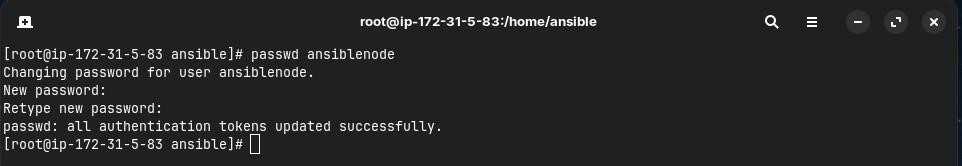 root@ip-172-31-5-83:/home/ansible
[root@ip-172-31-5-83 ansible]# passwd ansiblenode
Changing password for user ansiblenode.
New password:
Retype new password:
passwd: all authentication tokens updated successfully.
[root@ip-172-31-5-83 ansible]#